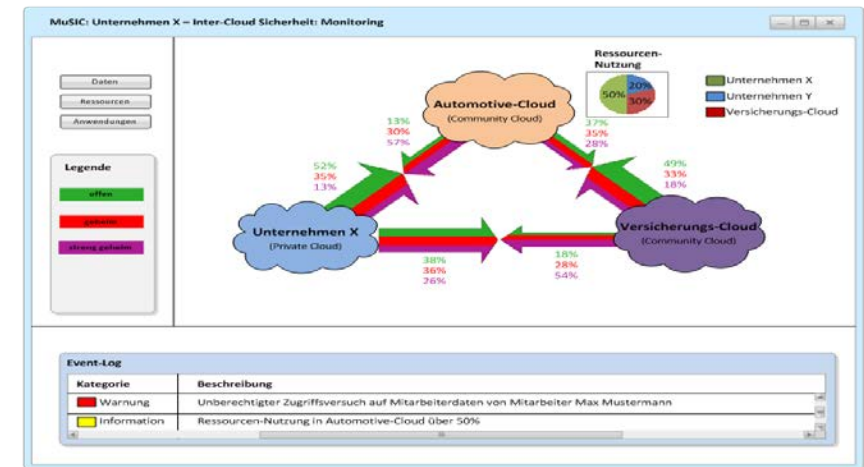 MuSIC: Unternehmen X – Inter-Cloud Sicherheit: Monitoring
Daten
Ressourcen
Anwendungen
Legende
offen
geheim
streng geheim
Ressourcen-
Nutzung
50%
20%
30%
Unternehmen X
Unternehmen Y
Versicherungs-Cloud
Automotive-Cloud
(Community Cloud)
13%
30%
57%
37%
35%
28%
52%
35%
13%
49%
33%
18%
Unternehmen X
(Private Cloud)
Versicherungs-Cloud
(Community Cloud)
38%
36%
26%
18%
28%
54%
Event-Log
Kategorie Beschreibung
Warnung Unberechtigter Zugriffsversuch auf Mitarbeiterdaten von Mitarbeiter Max Mustermann
Information Ressourcen-Nutzung in Automotive-Cloud über 50%